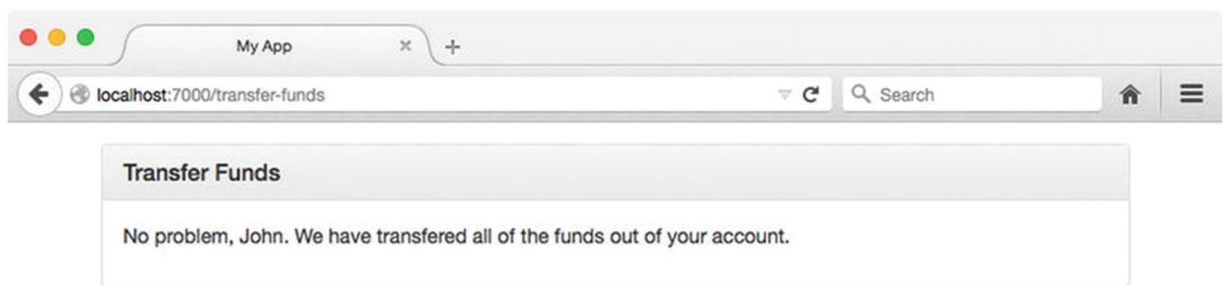 My App
localhost:7000/transfer-funds
Search
Transfer Funds
No problem, John. We have transfered all of the funds out of your account.